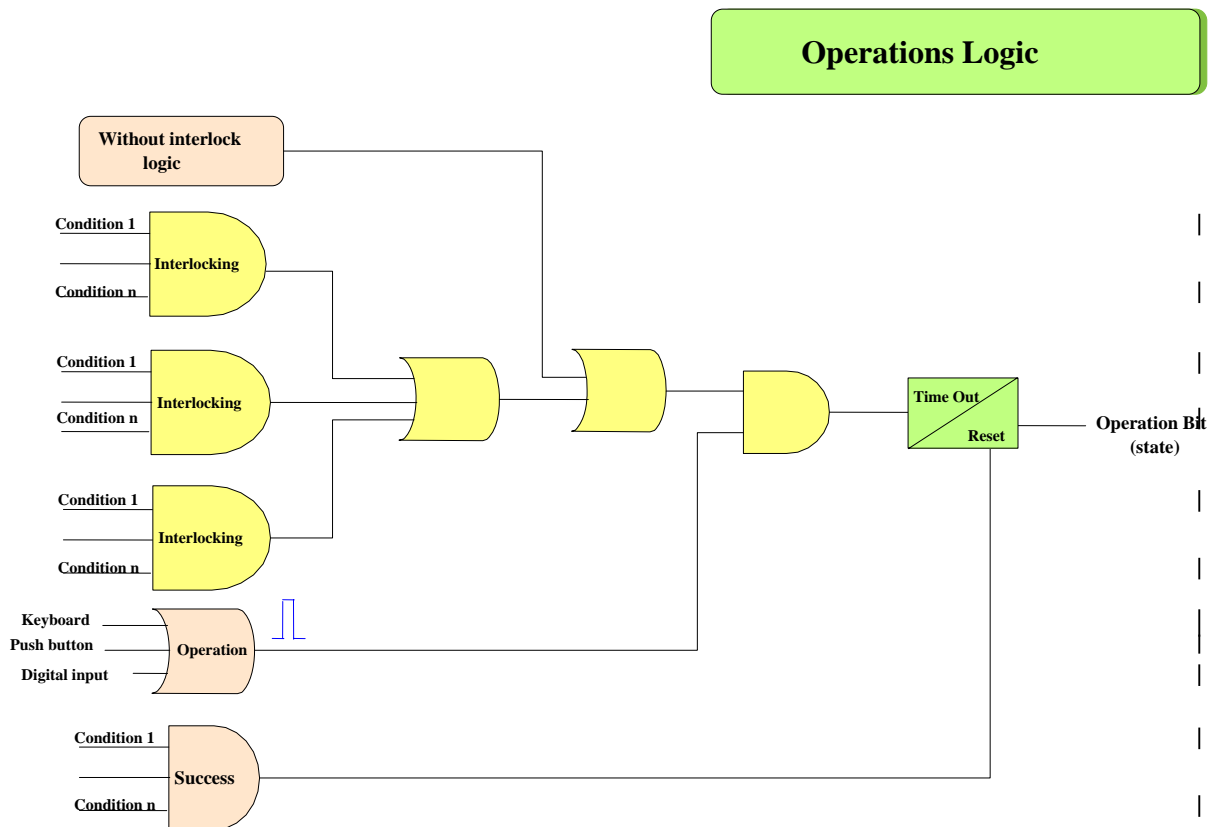 Operations Logic
Without interlock
logic
Condition 1
Interlocking
Condition n
Condition 1
Interlocking
Condition n
Time Out
Reset
Operation Bit
(state)
Condition 1
Interlocking
Condition n
Keyboard
Push button
Operation
Digital input
Condition 1
Success
Condition n